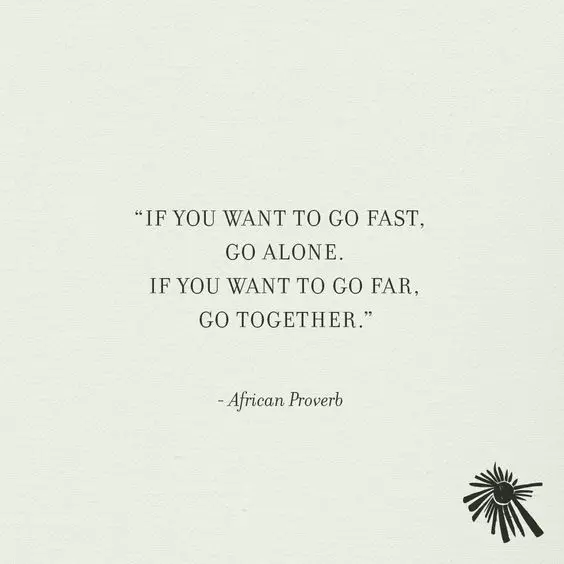 “IF YOU WANT TO GO FAST,
GO ALONE.
IF YOU WANT TO GO FAR,
GO TOGETHER.”
- African Proverb